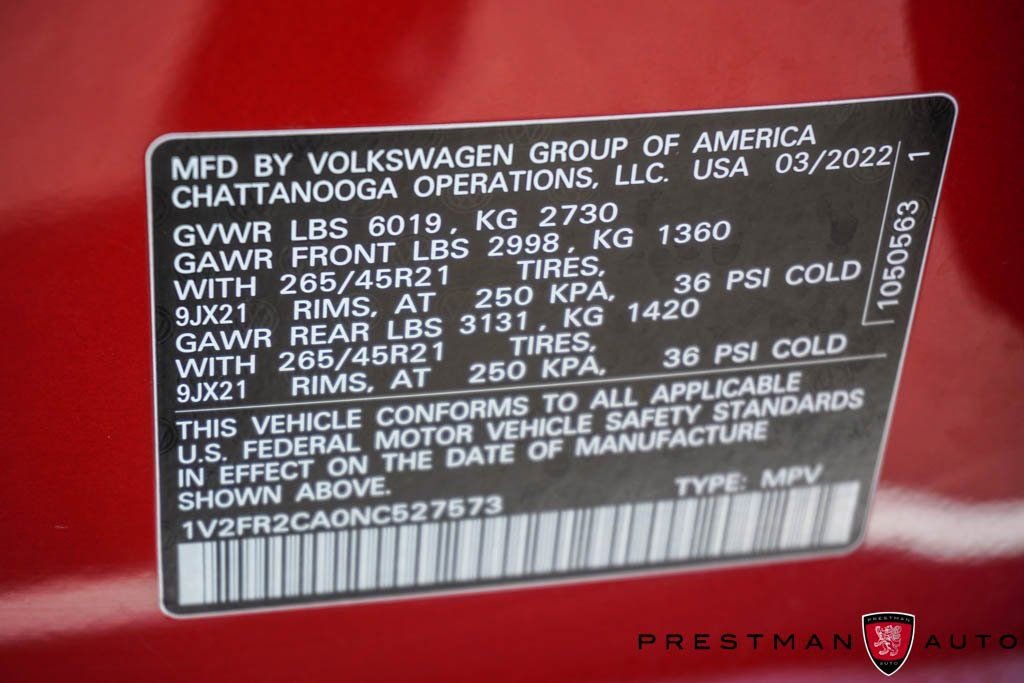 MFD BY VOLKSWAGEN GROUP OF AMERICA
CHATTANOOGA OPERATIONS, LLC. USA 03/2022
GVWR LBS 6019, KG 2730
GAWR FRONT LBS 2998, KG 1360
WITH 265/45R21 TIRES,
9JX21 RIMS, AT 250 KPA, 36 PSI COLD
GAWR REAR LBS 3131, KG 1420
WITH 265/45R21 TIRES,
9JX21 RIMS, AT 250 KPA, 36 PSI COLD
1050563 1
THIS VEHICLE CONFORMS TO ALL APPLICABLE
U.S. FEDERAL MOTOR VEHICLE SAFETY STANDARDS
IN EFFECT ON THE DATE OF MANUFACTURE
SHOWN ABOVE.
1V2FR2CA0NC527573 TYPE: MPV
PRESTMAN AUTO
PRESTMAN
AUTO